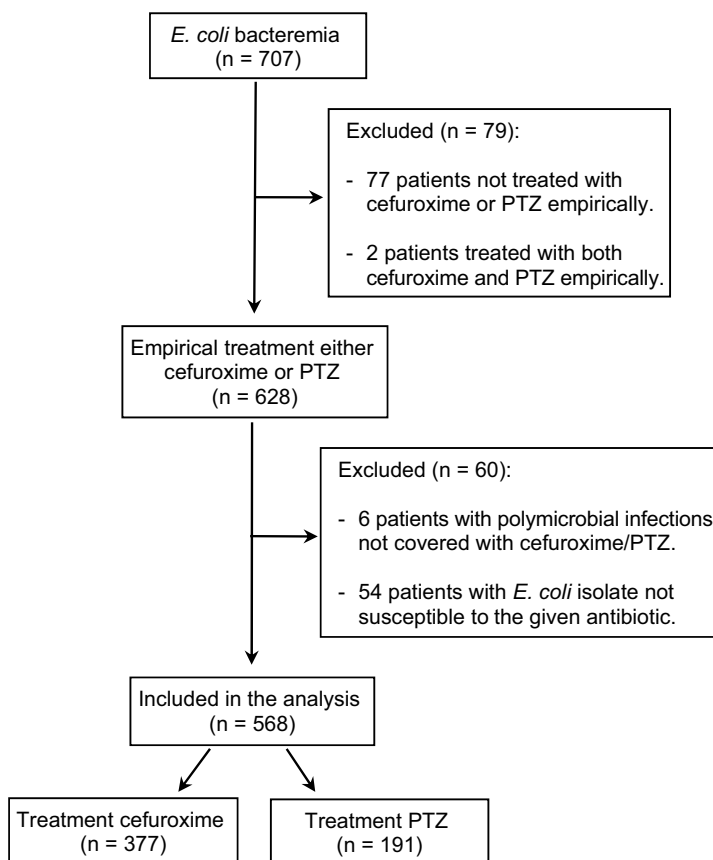 E. coli bacteremia
(n = 707)
Excluded (n = 79):
- 77 patients not treated with
cefuroxime or PTZ empirically.
- 2 patients treated with both
cefuroxime and PTZ empirically.
Empirical treatment either
cefuroxime or PTZ
(n = 628)
Excluded (n = 60):
- 6 patients with polymicrobial infections
not covered with cefuroxime/PTZ.
- 54 patients with E. coli isolate not
susceptible to the given antibiotic.
Included in the analysis
(n = 568)
Treatment cefuroxime
(n = 377)
Treatment PTZ
(n = 191)